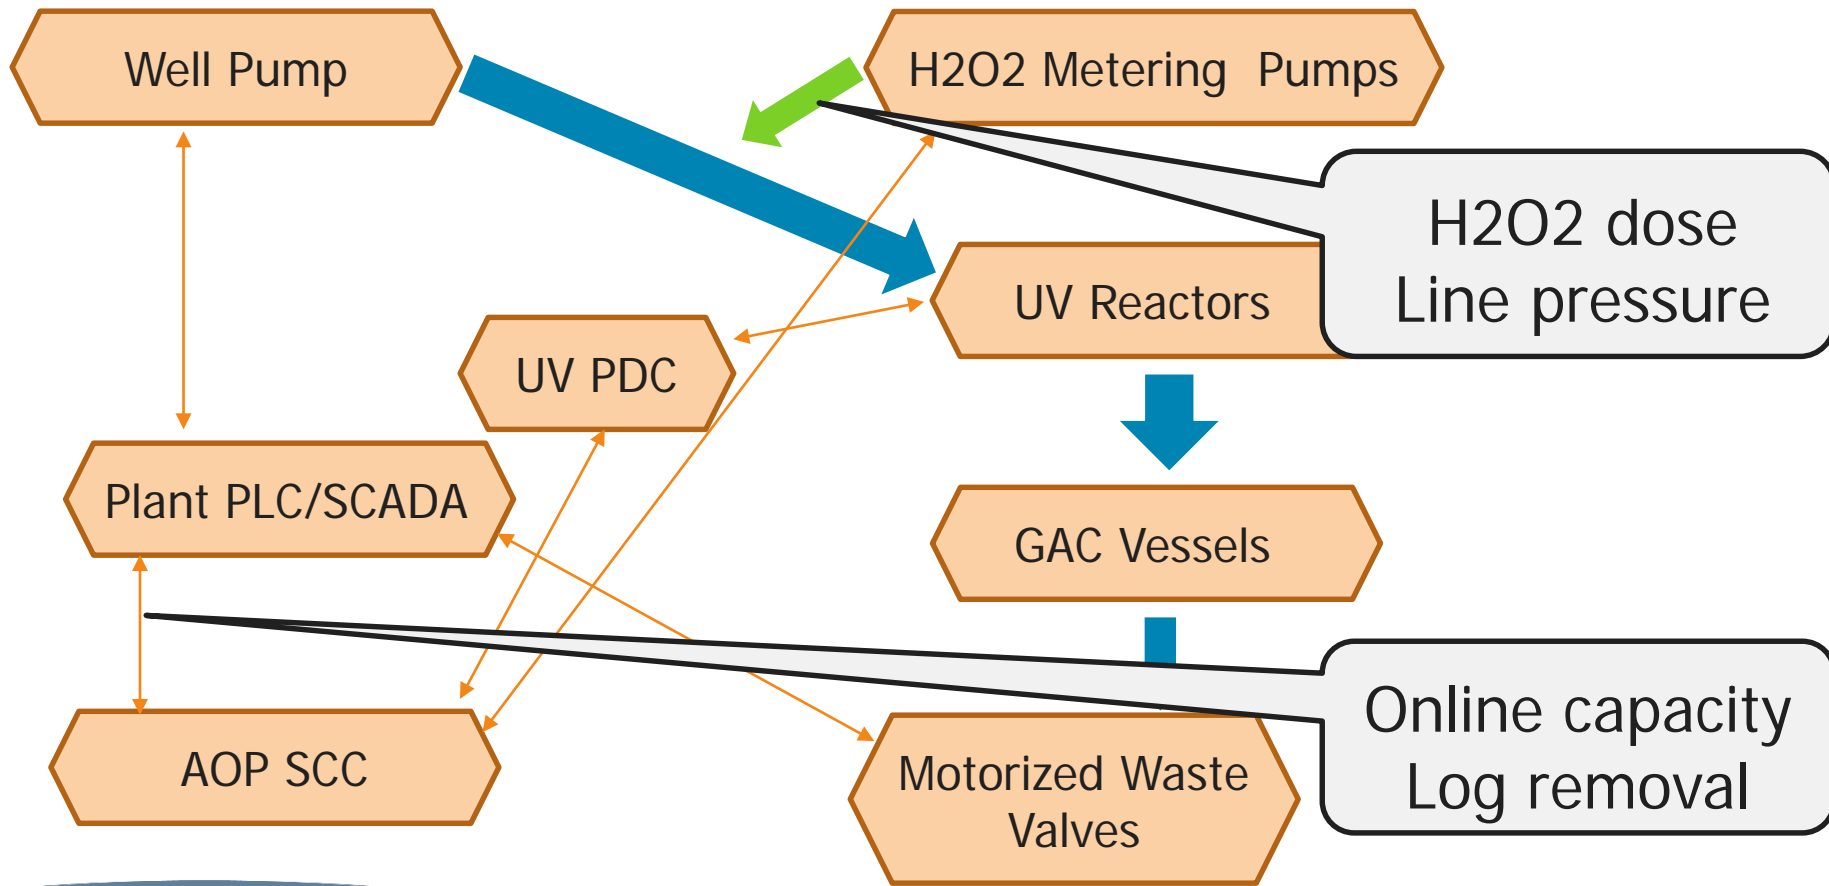 Well Pump
H2O2 Metering Pumps
H2O2 dose
Line pressure
UV Reactors
UV PDC
Plant PLC/SCADA
GAC Vessels
Online capacity
Log removal
AOP SCC
Motorized Waste
Valves